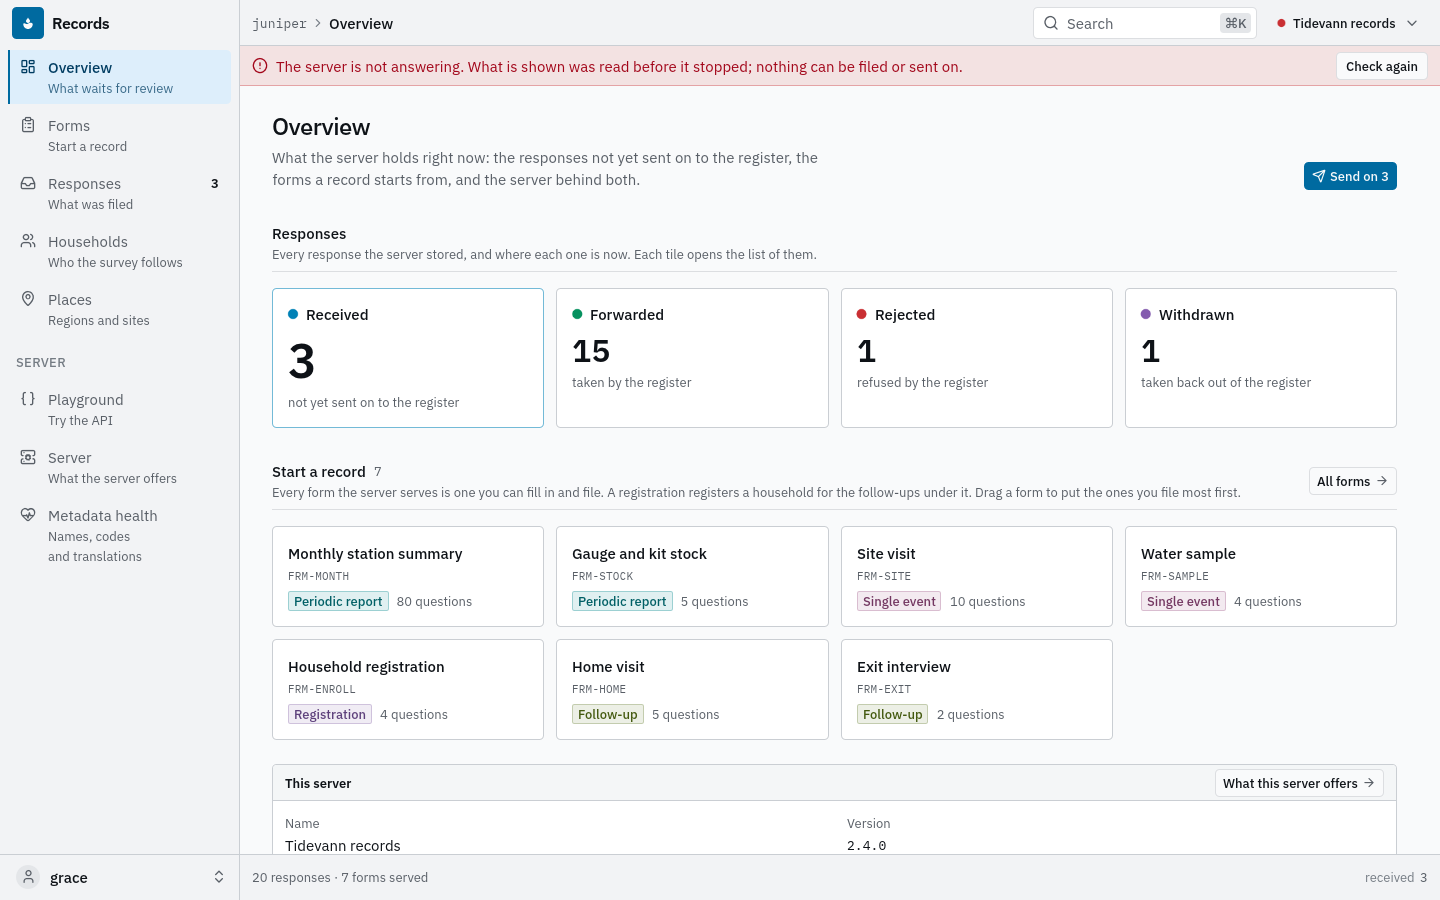 Records
juniper > Overview
Search ⌘K
Tidevann records
Overview
What waits for review
Forms
Start a record
Responses 3
What was filed
Households
Who the survey follows
Places
Regions and sites
SERVER
Playground
Try the API
Server
What the server offers
Metadata health
Names, codes
and translations
grace
The server is not answering. What is shown was read before it stopped; nothing can be filed or sent on.
Check again
Overview
What the server holds right now: the responses not yet sent on to the register, the
forms a record starts from, and the server behind both.
Send on 3
Responses
Every response the server stored, and where each one is now. Each tile opens the list of them.
Received
3
not yet sent on to the register
Forwarded
15
taken by the register
Rejected
1
refused by the register
Withdrawn
1
taken back out of the register
Start a record 7
Every form the server serves is one you can fill in and file. A registration registers a household for the follow-ups under it. Drag a form to put the ones you file most first.
All forms →
Monthly station summary
FRM-MONTH
Periodic report 80 questions
Gauge and kit stock
FRM-STOCK
Periodic report 5 questions
Site visit
FRM-SITE
Single event 10 questions
Water sample
FRM-SAMPLE
Single event 4 questions
Household registration
FRM-ENROLL
Registration 4 questions
Home visit
FRM-HOME
Follow-up 5 questions
Exit interview
FRM-EXIT
Follow-up 2 questions
This server
What this server offers →
Name
Tidevann records
Version
2.4.0
20 responses · 7 forms served
received 3